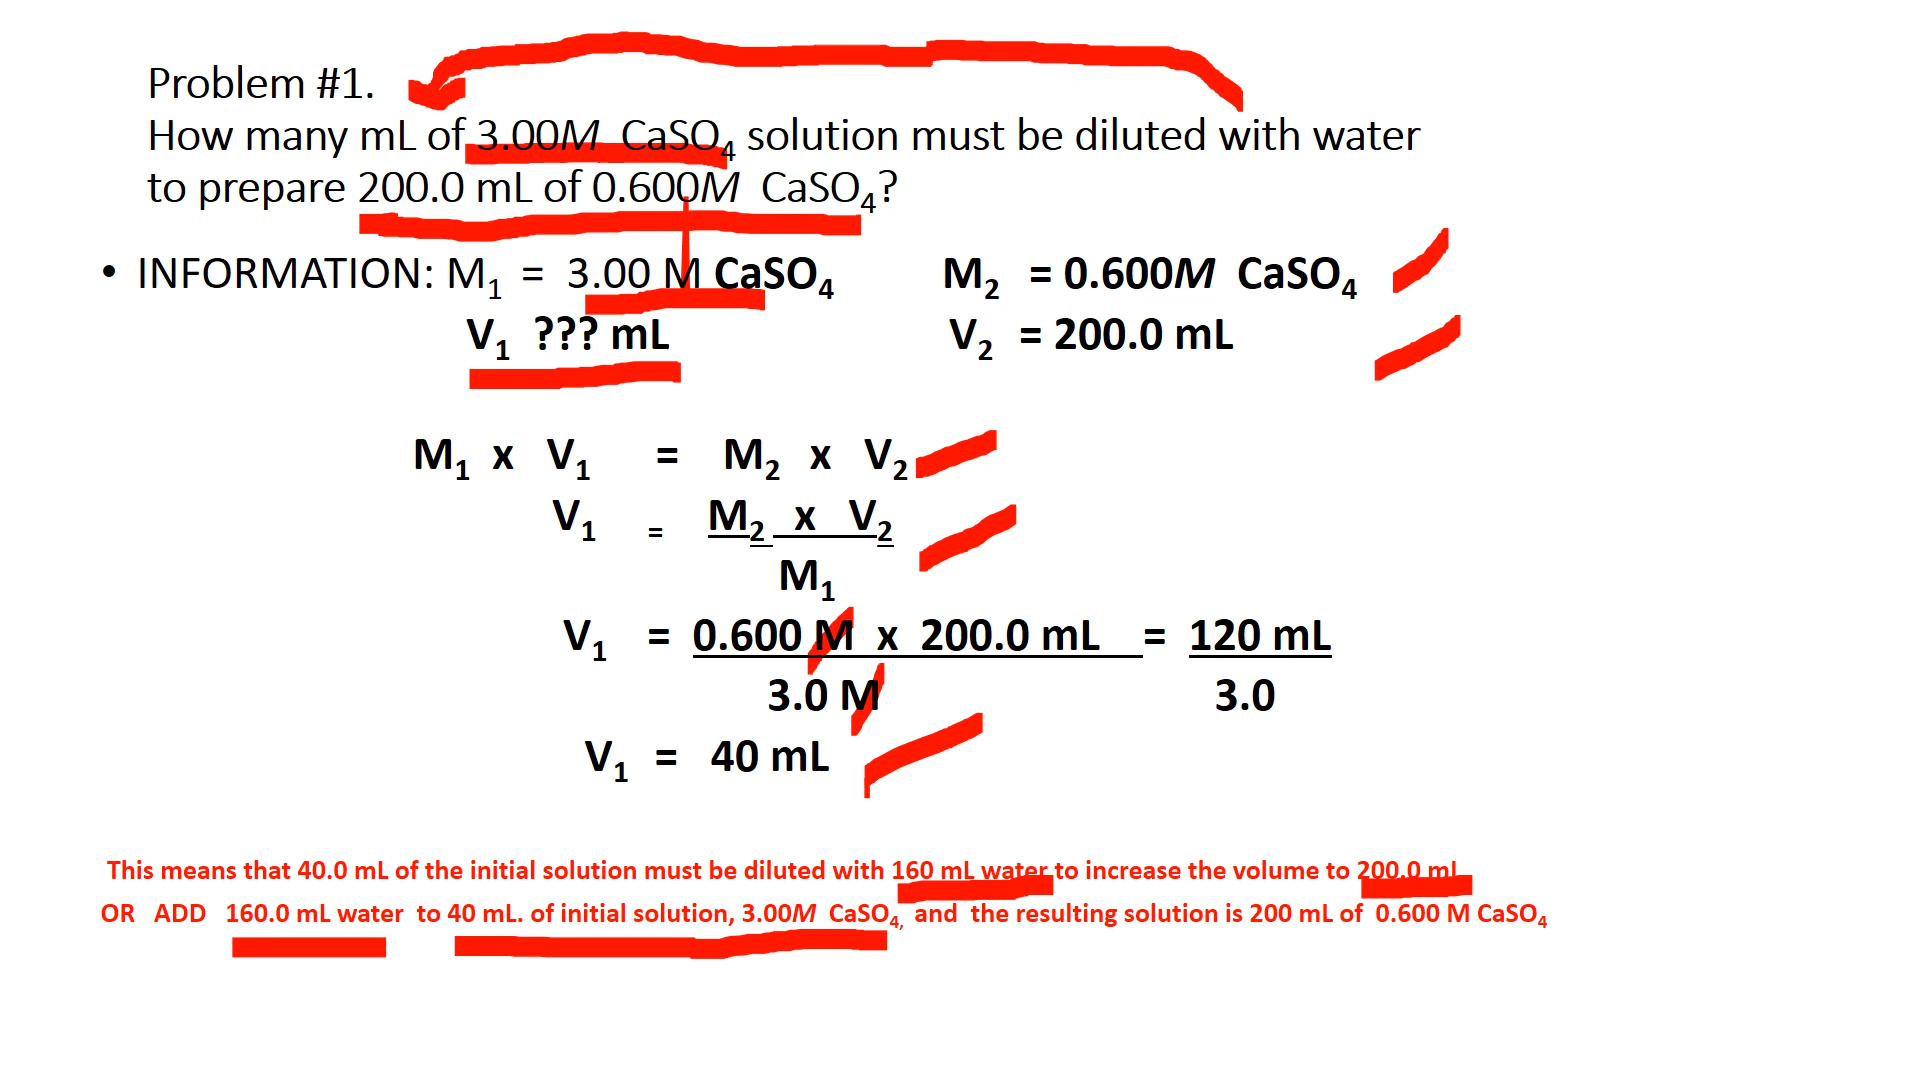 Problem #1.
How many mL of 3.00M CaSO₄ solution must be diluted with water
to prepare 200.0 mL of 0.600M CaSO₄?
• INFORMATION: M₁ = 3.00 M CaSO₄ M₂ = 0.600M CaSO₄
V₁ ??? mL V₂ = 200.0 mL
M₁ x V₁ = M₂ x V₂
V₁ = M₂ x V₂
M₁
V₁ = 0.600 M x 200.0 mL = 120 mL
3.0 M 3.0
V₁ = 40 mL
This means that 40.0 mL of the initial solution must be diluted with 160 mL water to increase the volume to 200.0 mL
OR ADD 160.0 mL water to 40 mL. of initial solution, 3.00M CaSO₄, and the resulting solution is 200 mL of 0.600 M CaSO₄